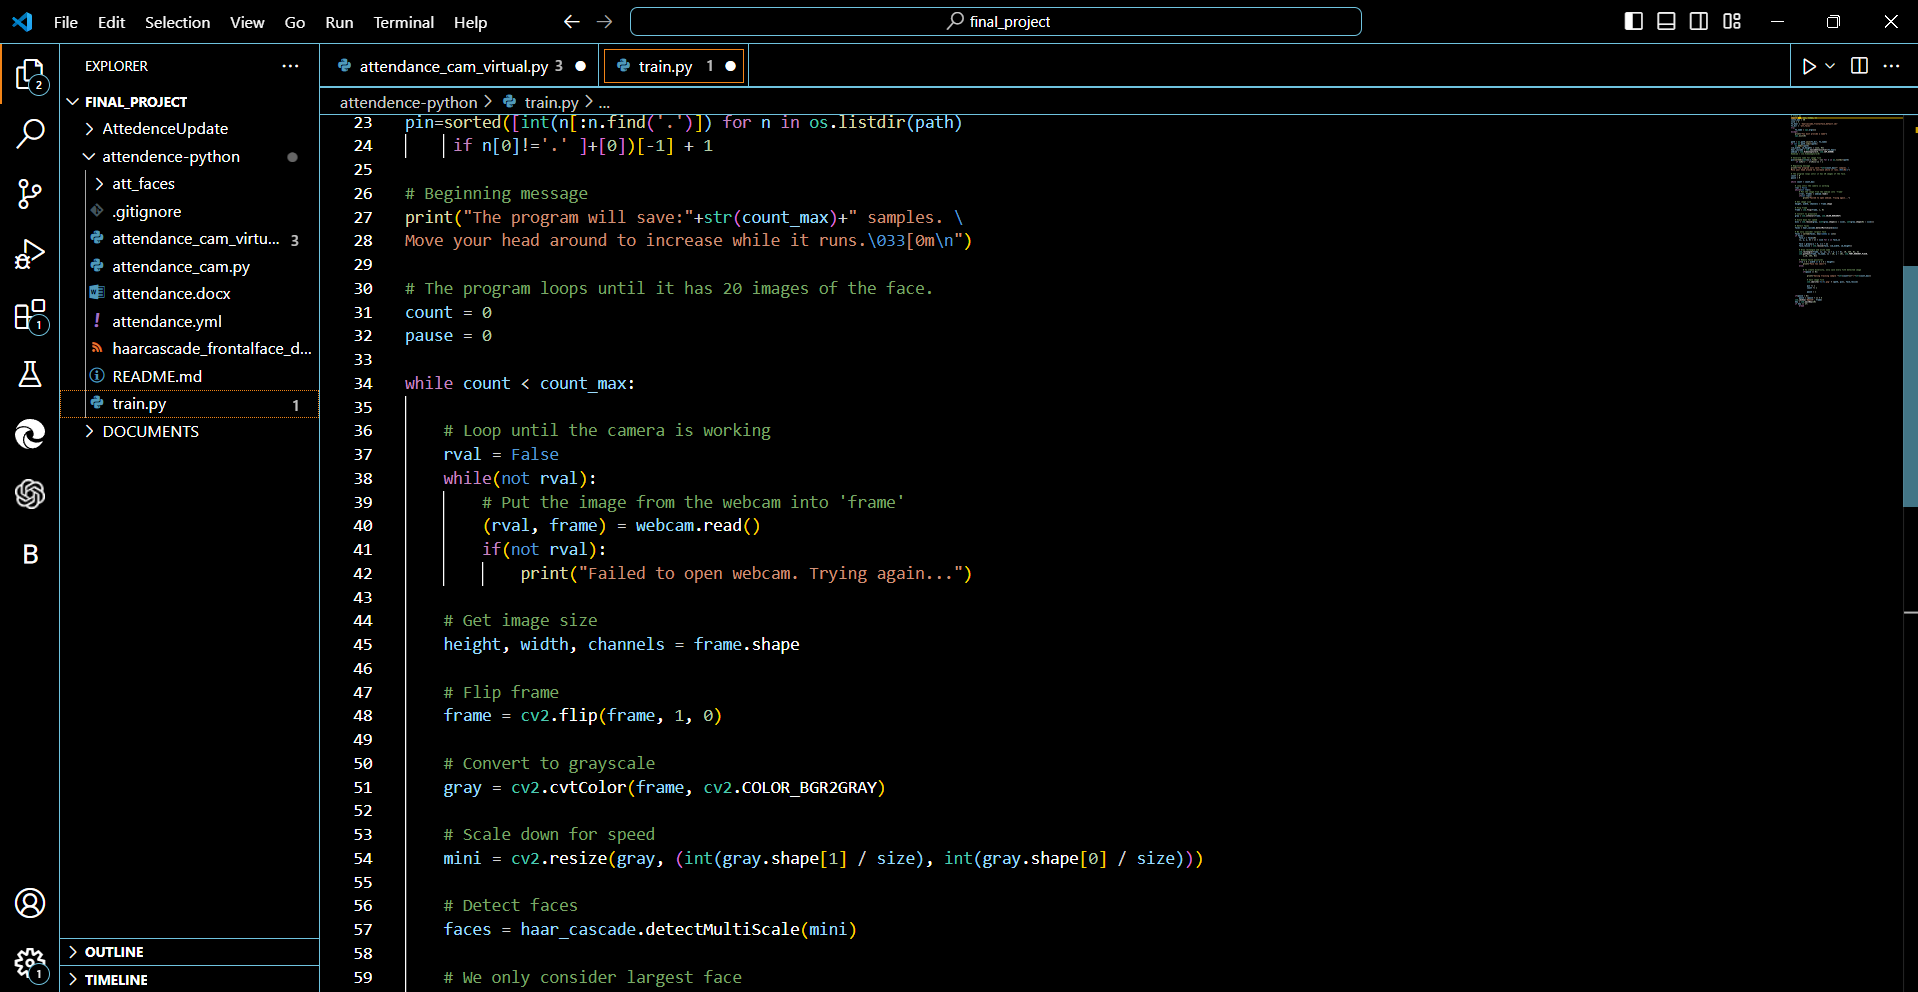 File Edit Selection View Go Run Terminal Help
final_project
EXPLORER
2
FINAL_PROJECT
AttedenceUpdate
attendence-python
att_faces
.gitignore
attendance_cam_virtu... 3
attendance_cam.py
attendance.docx
attendance.yml
haarcascade_frontalface_d...
README.md
train.py 1
DOCUMENTS
1
B
1
OUTLINE
TIMELINE
attendance_cam_virtual.py 3
train.py 1
attendence-python > train.py > ...
23 pin=sorted([int(n[:n.find('.')]) for n in os.listdir(path)
24 if n[0]!='.' ]+[0])[-1] + 1
25
26 # Beginning message
27 print("The program will save:"+str(count_max)+" samples. \
28 Move your head around to increase while it runs.\033[0m\n")
29
30 # The program loops until it has 20 images of the face.
31 count = 0
32 pause = 0
33
34 while count < count_max:
35
36 # Loop until the camera is working
37 rval = False
38 while(not rval):
39 # Put the image from the webcam into 'frame'
40 (rval, frame) = webcam.read()
41 if(not rval):
42 print("Failed to open webcam. Trying again...")
43
44 # Get image size
45 height, width, channels = frame.shape
46
47 # Flip frame
48 frame = cv2.flip(frame, 1, 0)
49
50 # Convert to grayscale
51 gray = cv2.cvtColor(frame, cv2.COLOR_BGR2GRAY)
52
53 # Scale down for speed
54 mini = cv2.resize(gray, (int(gray.shape[1] / size), int(gray.shape[0] / size)))
55
56 # Detect faces
57 faces = haar_cascade.detectMultiScale(mini)
58
59 # We only consider largest face